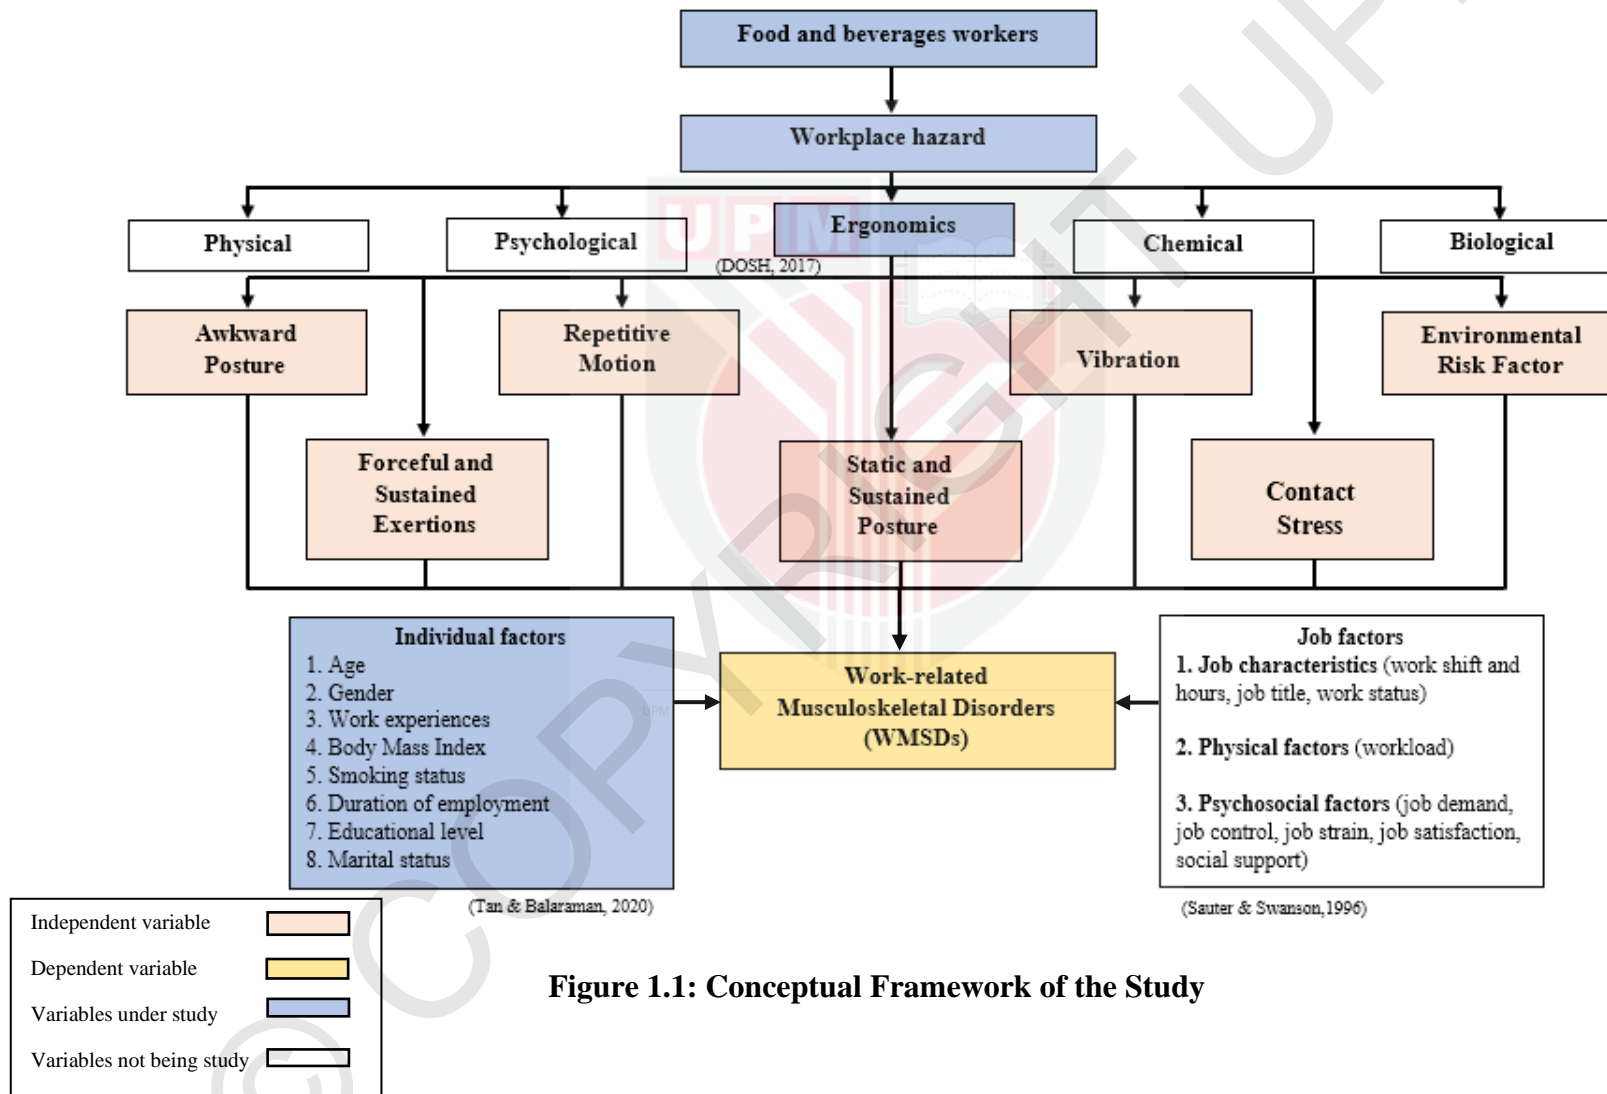 Food and beverages workers
Workplace hazard
Physical
Psychological
Ergonomics
Chemical
Biological
(DOSH, 2017)
Awkward
Posture
Repetitive
Motion
Vibration
Environmental
Risk Factor
Forceful and
Sustained
Exertions
Static and
Sustained
Posture
Contact
Stress
Individual factors
1. Age
2. Gender
3. Work experiences
4. Body Mass Index
5. Smoking status
6. Duration of employment
7. Educational level
8. Marital status
(Tan & Balaraman, 2020)
Work-related
Musculoskeletal Disorders
(WMSDs)
Job factors
1. Job characteristics (work shift and
hours, job title, work status)
2. Physical factors (workload)
3. Psychosocial factors (job demand,
job control, job strain, job satisfaction,
social support)
(Sauter & Swanson,1996)
Independent variable
Dependent variable
Variables under study
Variables not being study
Figure 1.1: Conceptual Framework of the Study
UPM
UPM
© COPYRIGHT UPM